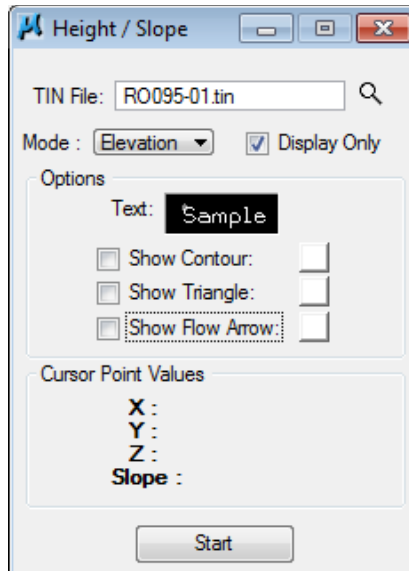 Height / Slope
TIN File: RO095-01.tin
Mode : Elevation Display Only
Options
Text: Sample
Show Contour:
Show Triangle:
Show Flow Arrow:
Cursor Point Values
X :
Y :
Z :
Slope :
Start